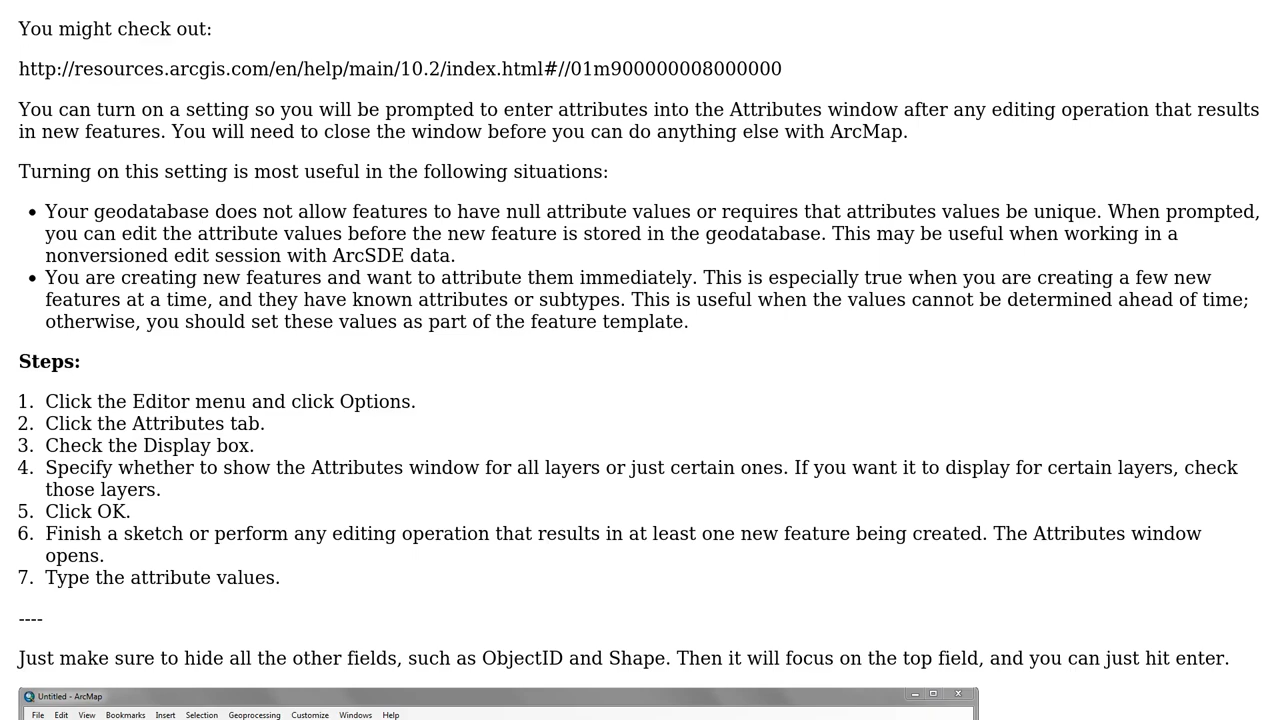 You might check out:
http://resources.arcgis.com/en/help/main/10.2/index.html#//01m900000008000000
You can turn on a setting so you will be prompted to enter attributes into the Attributes window after any editing operation that results
in new features. You will need to close the window before you can do anything else with ArcMap.
Turning on this setting is most useful in the following situations:
• Your geodatabase does not allow features to have null attribute values or requires that attributes values be unique. When prompted,
you can edit the attribute values before the new feature is stored in the geodatabase. This may be useful when working in a
nonversioned edit session with ArcSDE data.
• You are creating new features and want to attribute them immediately. This is especially true when you are creating a few new
features at a time, and they have known attributes or subtypes. This is useful when the values cannot be determined ahead of time;
otherwise, you should set these values as part of the feature template.
Steps:
1. Click the Editor menu and click Options.
2. Click the Attributes tab.
3. Check the Display box.
4. Specify whether to show the Attributes window for all layers or just certain ones. If you want it to display for certain layers, check
those layers.
5. Click OK.
6. Finish a sketch or perform any editing operation that results in at least one new feature being created. The Attributes window
opens.
7. Type the attribute values.
----
Just make sure to hide all the other fields, such as ObjectID and Shape. Then it will focus on the top field, and you can just hit enter.
Untitled - ArcMap
File Edit View Bookmarks Insert Selection Geoprocessing Customize Windows Help